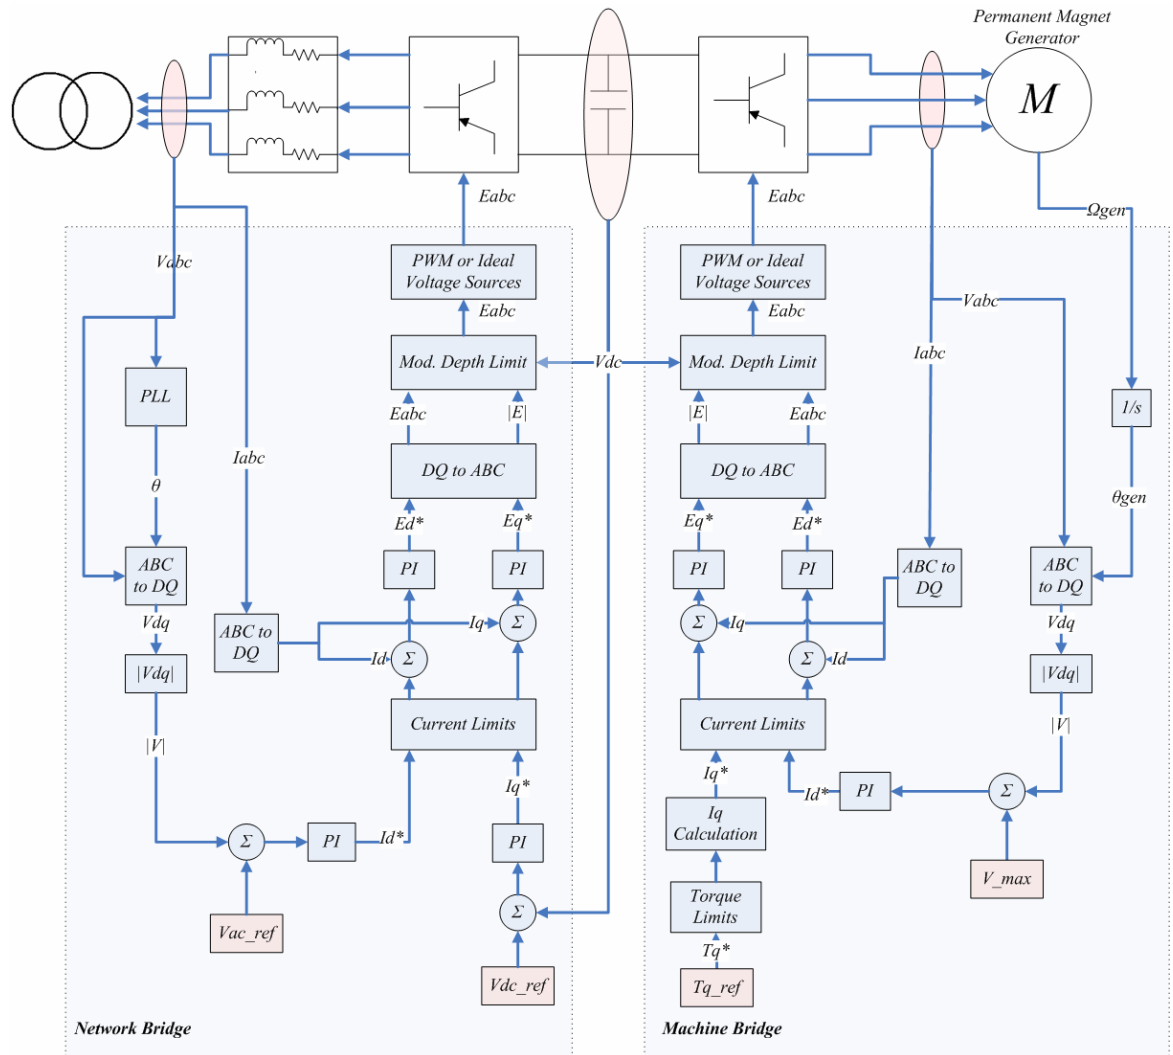 Permanent Magnet
Generator
M
Eabc
Eabc
Ωgen
Vabc
PWM or Ideal
Voltage Sources
PWM or Ideal
Voltage Sources
Vabc
Eabc
Eabc
Mod. Depth Limit
Vdc
Mod. Depth Limit
Iabc
PLL
1/s
Eabc
|E|
|E|
Eabc
Iabc
DQ to ABC
DQ to ABC
θ
θgen
Ed*
Eq*
Eq*
Ed*
ABC
to DQ
PI
PI
PI
PI
ABC to
DQ
ABC
to DQ
Vdq
Iq
Σ
Σ
Iq
Vdq
ABC to
DQ
Id
Σ
Σ
Id
|Vdq|
|Vdq|
Current Limits
Current Limits
|V|
|V|
Iq*
Iq*
Id*
PI
Σ
Iq
Calculation
Σ
PI
Id*
PI
V_max
Torque
Limits
Σ
Vac_ref
Tq*
Vdc_ref
Tq_ref
Network Bridge
Machine Bridge